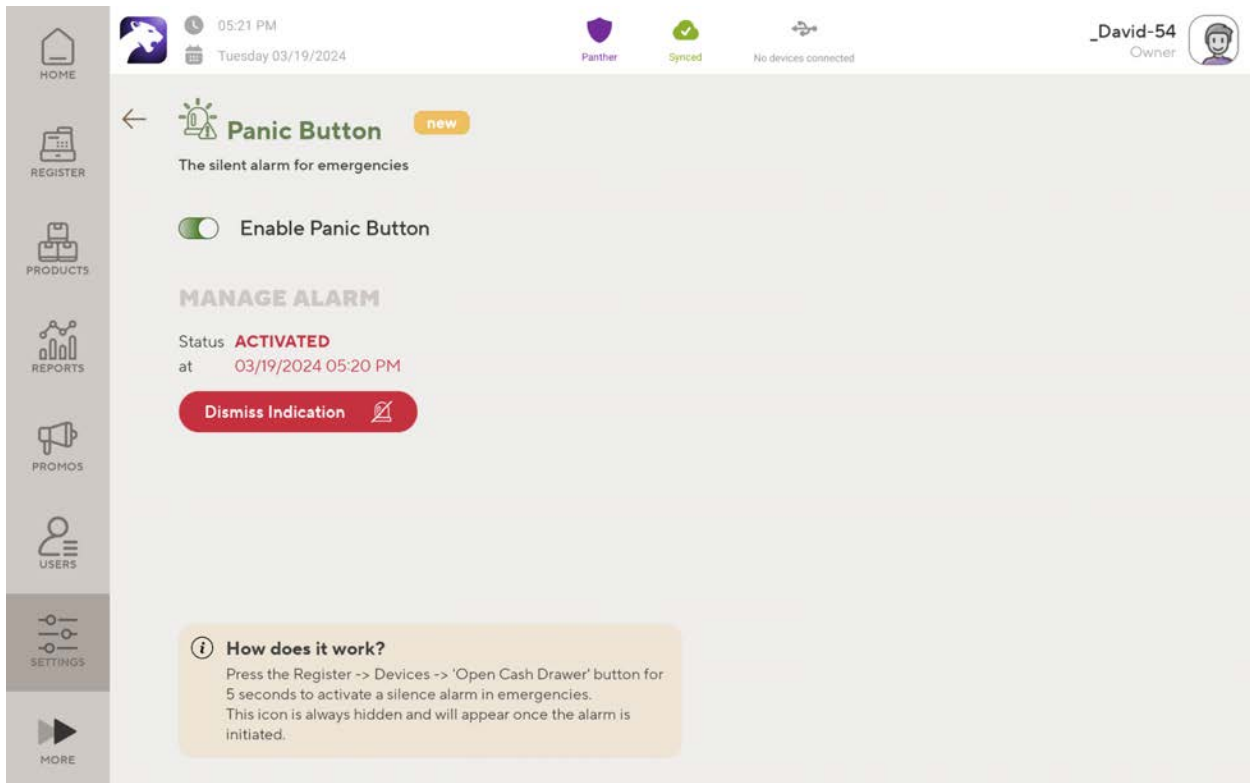 05:21 PM
Tuesday 03/19/2024
Panther
Synced
No devices connected
_David-54
Owner
HOME
REGISTER
PRODUCTS
REPORTS
PROMOS
USERS
SETTINGS
MORE
Panic Button
new
The silent alarm for emergencies
Enable Panic Button
MANAGE ALARM
Status ACTIVATED
at 03/19/2024 05:20 PM
Dismiss Indication
How does it work?
Press the Register -> Devices -> 'Open Cash Drawer' button for
5 seconds to activate a silence alarm in emergencies.
This icon is always hidden and will appear once the alarm is
initiated.